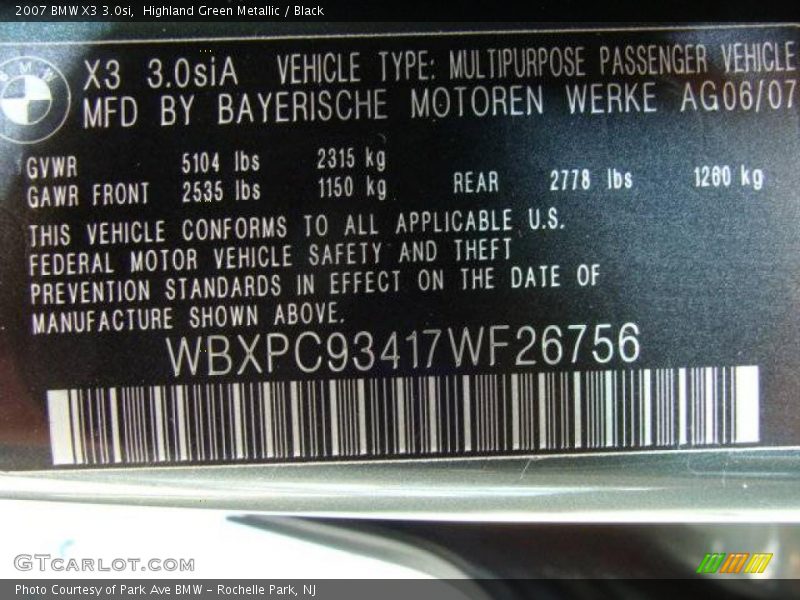 2007 BMW X3 3.0si, Highland Green Metallic / Black
BMW
X3 3.0siA VEHICLE TYPE: MULTIPURPOSE PASSENGER VEHICLE
MFD BY BAYERISCHE MOTOREN WERKE AG06/07
GVWR 5104 lbs 2315 kg
GAWR FRONT 2535 lbs 1150 kg REAR 2778 lbs 1260 kg
THIS VEHICLE CONFORMS TO ALL APPLICABLE U.S.
FEDERAL MOTOR VEHICLE SAFETY AND THEFT
PREVENTION STANDARDS IN EFFECT ON THE DATE OF
MANUFACTURE SHOWN ABOVE.
WBXPC93417WF26756
GTCARLOT.COM
Photo Courtesy of Park Ave BMW - Rochelle Park, NJ